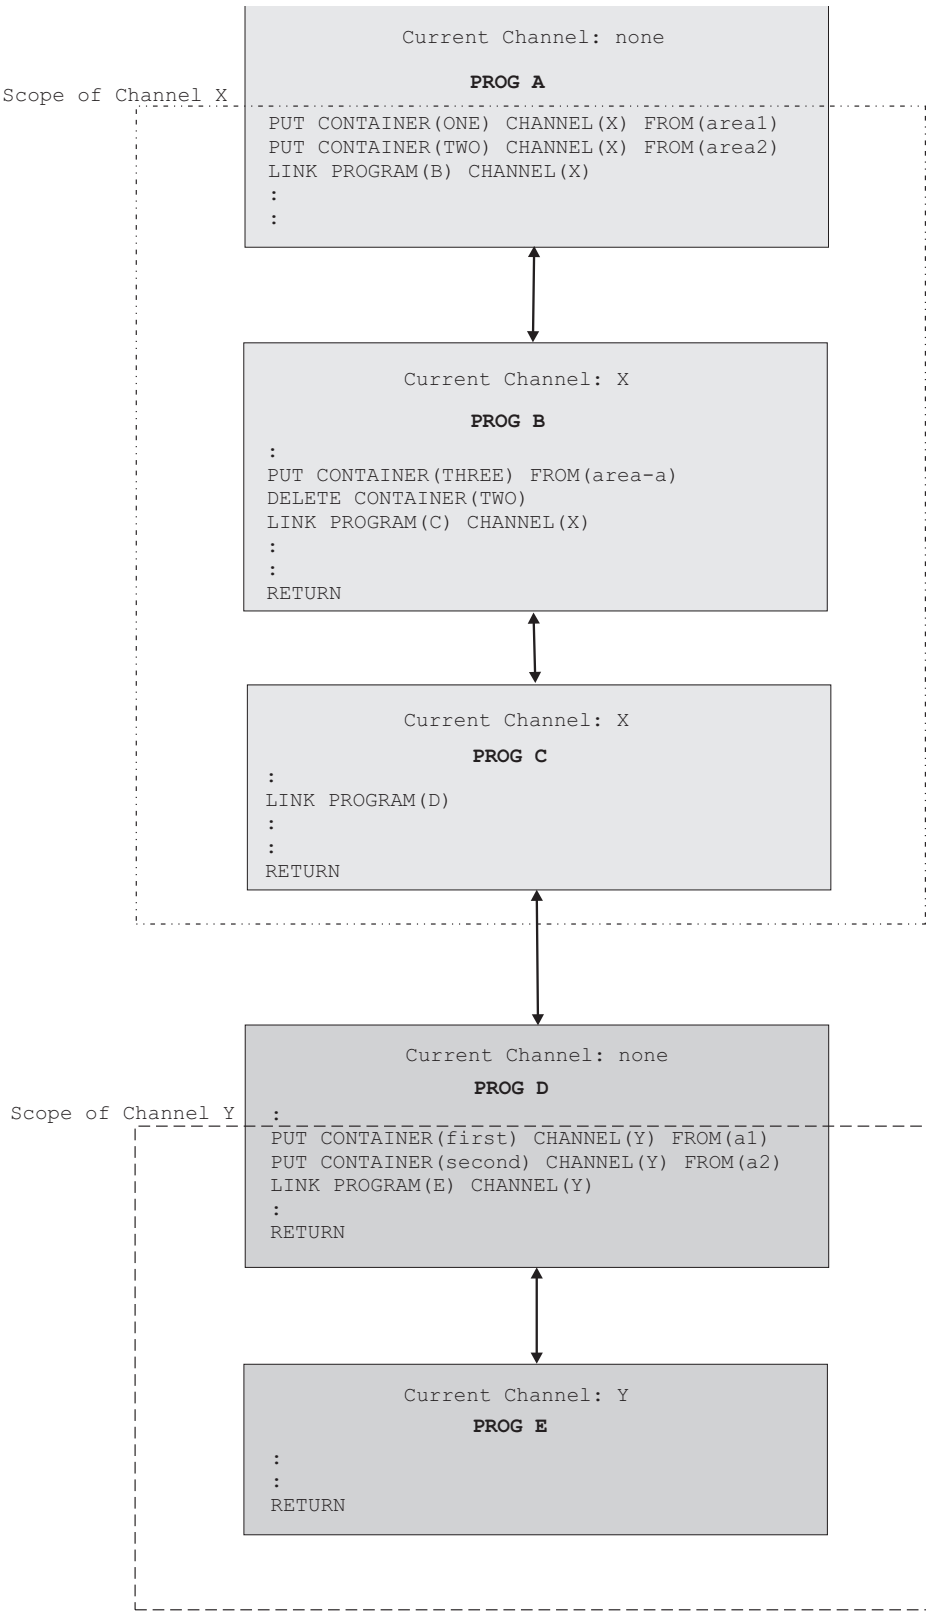 Current Channel: none
PROG A
Scope of Channel X
PUT CONTAINER(ONE) CHANNEL(X) FROM(area1)
PUT CONTAINER(TWO) CHANNEL(X) FROM(area2)
LINK PROGRAM(B) CHANNEL(X)
:
:
Current Channel: X
PROG B
:
PUT CONTAINER(THREE) FROM(area-a)
DELETE CONTAINER(TWO)
LINK PROGRAM(C) CHANNEL(X)
:
:
RETURN
Current Channel: X
PROG C
:
LINK PROGRAM(D)
:
:
RETURN
Current Channel: none
PROG D
Scope of Channel Y
:
PUT CONTAINER(first) CHANNEL(Y) FROM(a1)
PUT CONTAINER(second) CHANNEL(Y) FROM(a2)
LINK PROGRAM(E) CHANNEL(Y)
:
RETURN
Current Channel: Y
PROG E
:
:
RETURN